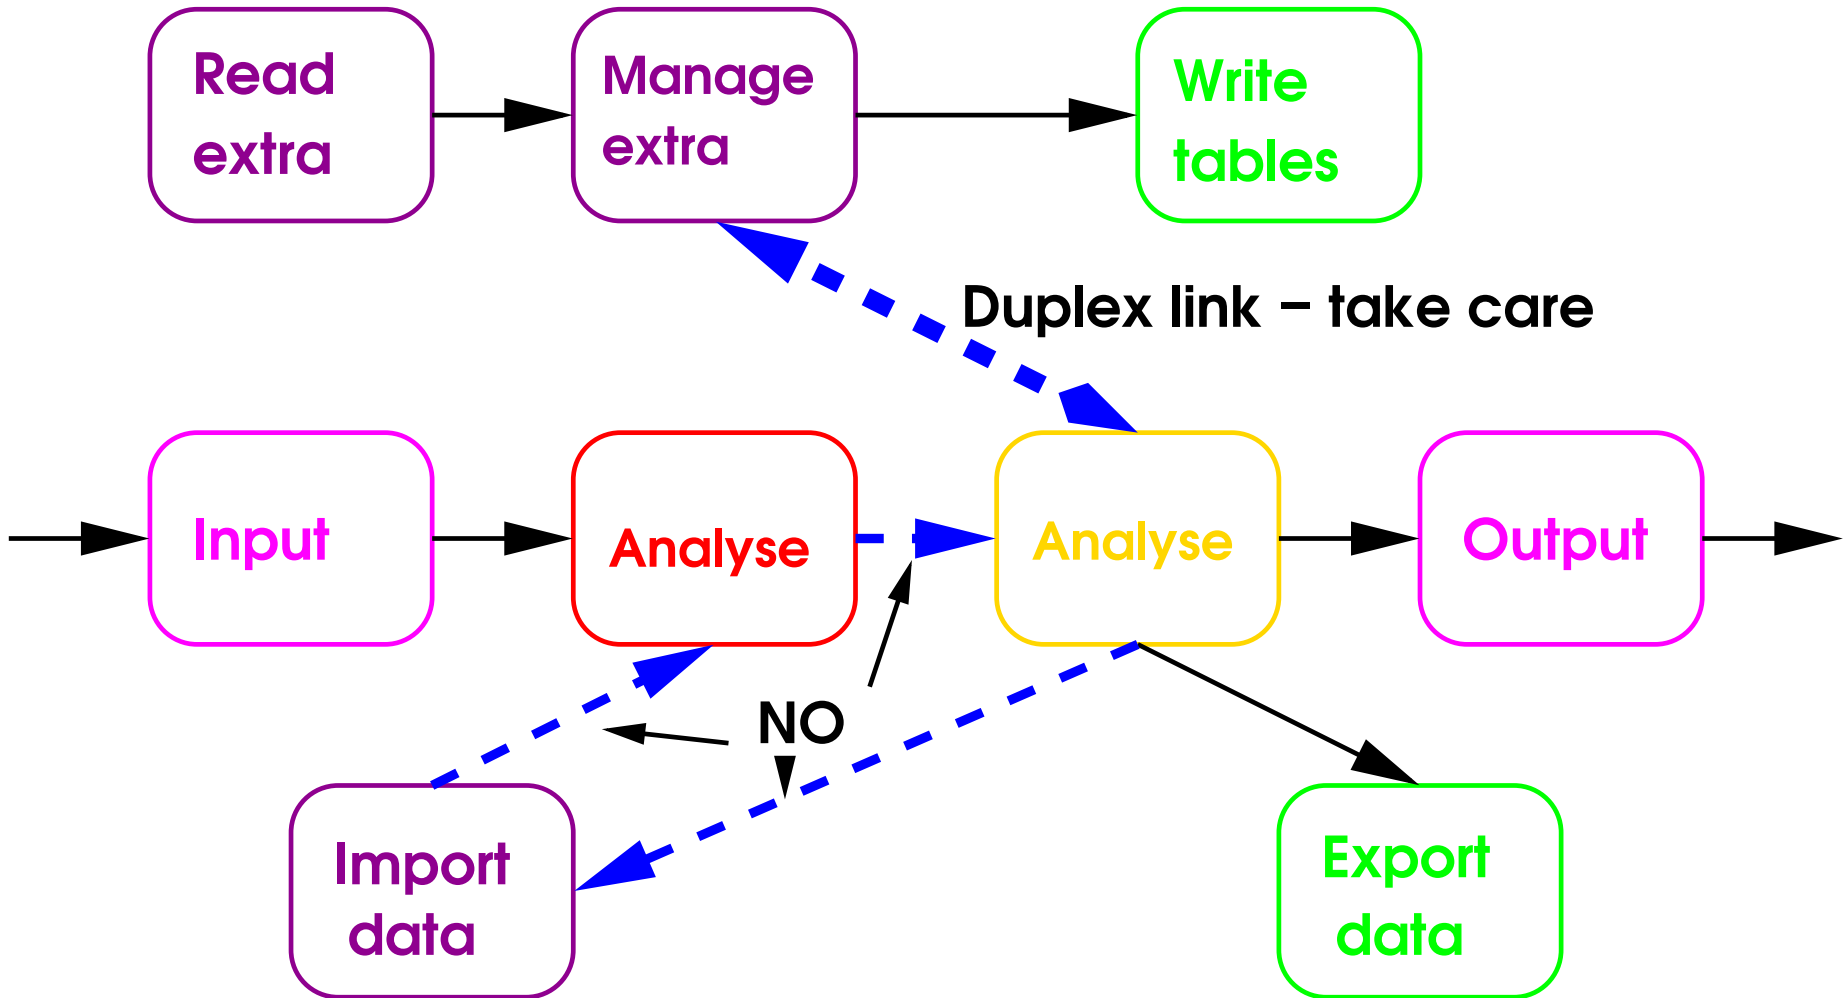 Read
extra
Manage
extra
Write
tables
Duplex link – take care
Input
Analyse
Analyse
Output
NO
Import
data
Export
data